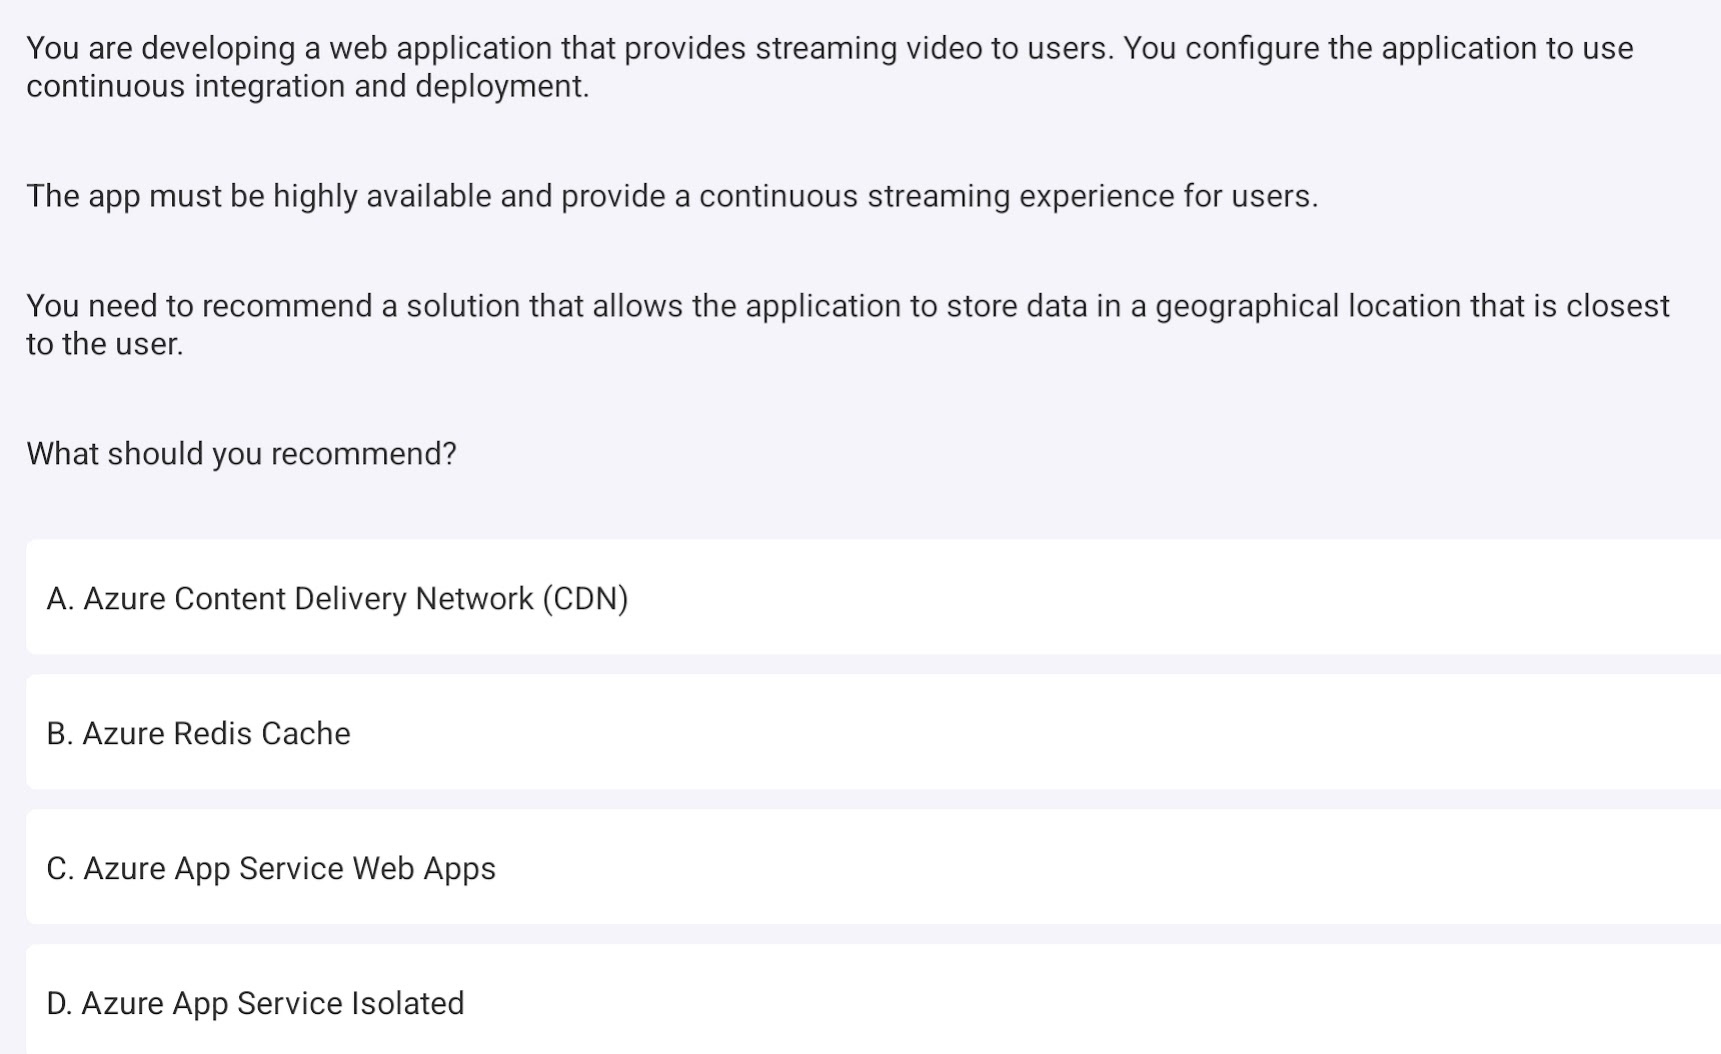 You are developing a web application that provides streaming video to users. You configure the application to use
continuous integration and deployment.
The app must be highly available and provide a continuous streaming experience for users.
You need to recommend a solution that allows the application to store data in a geographical location that is closest
to the user.
What should you recommend?
A. Azure Content Delivery Network (CDN)
B. Azure Redis Cache
C. Azure App Service Web Apps
D. Azure App Service Isolated